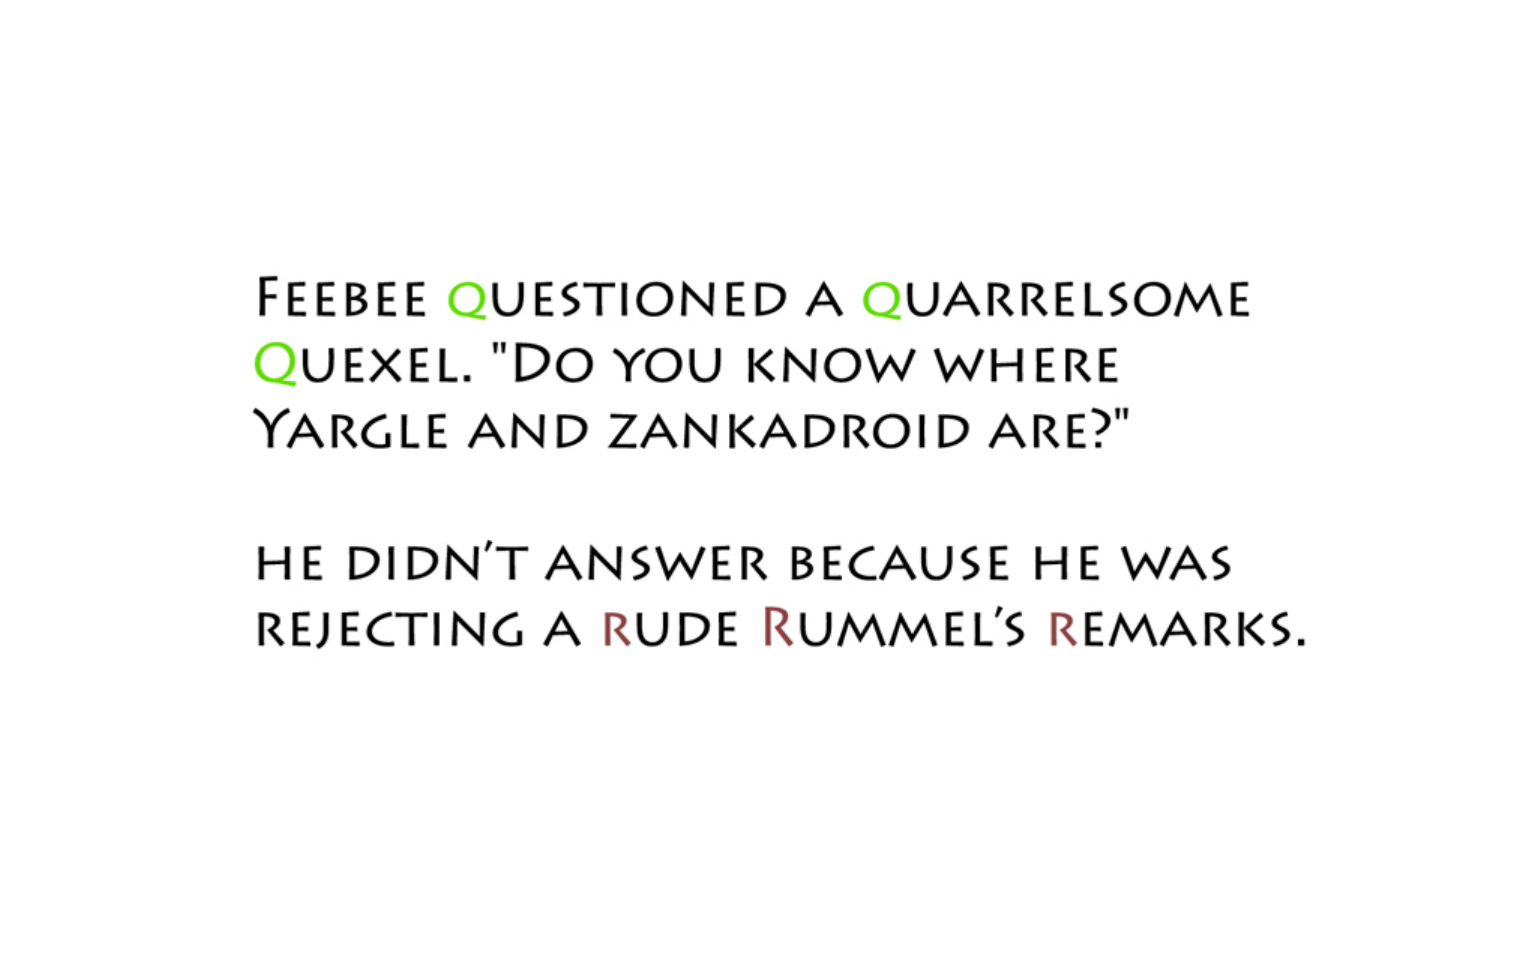 Feebee questioned a quarrelsome
Quexel. "Do you know where
Yargle and zankadroid are?"
he didn't answer because he was
rejecting a rude Rummel's remarks.